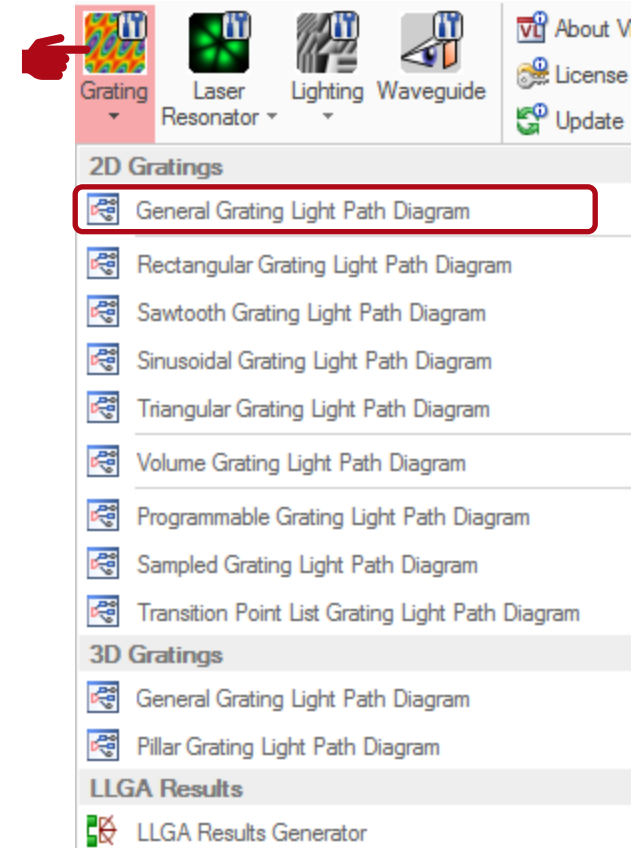 About
License
Update
Grating
Laser Resonator
Lighting
Waveguide
2D Gratings
General Grating Light Path Diagram
Rectangular Grating Light Path Diagram
Sawtooth Grating Light Path Diagram
Sinusoidal Grating Light Path Diagram
Triangular Grating Light Path Diagram
Volume Grating Light Path Diagram
Programmable Grating Light Path Diagram
Sampled Grating Light Path Diagram
Transition Point List Grating Light Path Diagram
3D Gratings
General Grating Light Path Diagram
Pillar Grating Light Path Diagram
LLGA Results
LLGA Results Generator